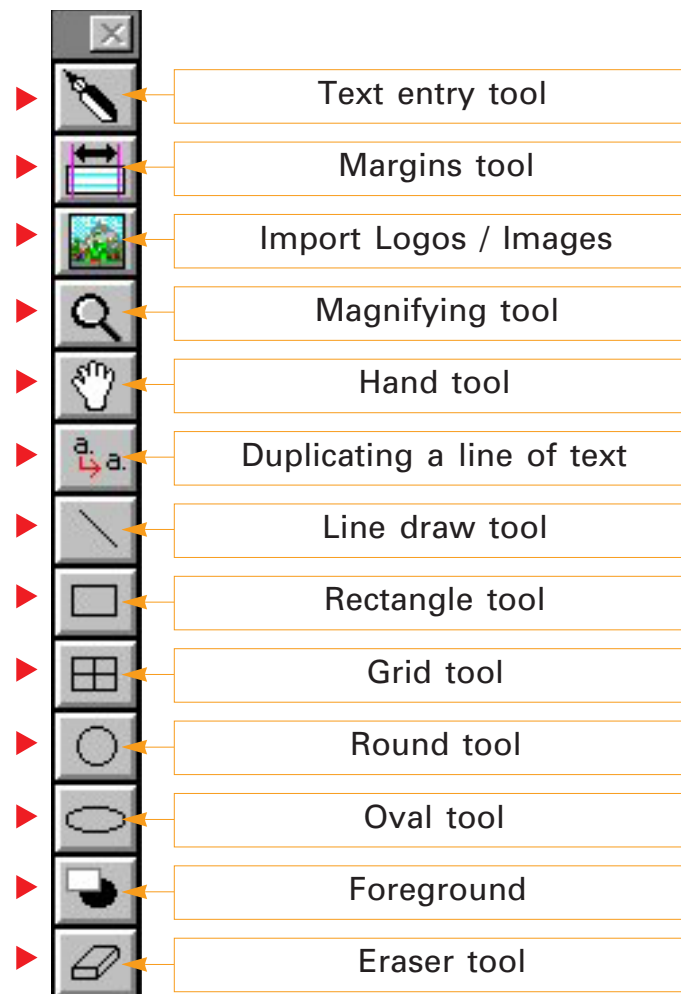 Text entry tool
Margins tool
Import Logos / Images
Magnifying tool
Hand tool
a.
a.
Duplicating a line of text
Line draw tool
Rectangle tool
Grid tool
Round tool
Oval tool
Foreground
Eraser tool